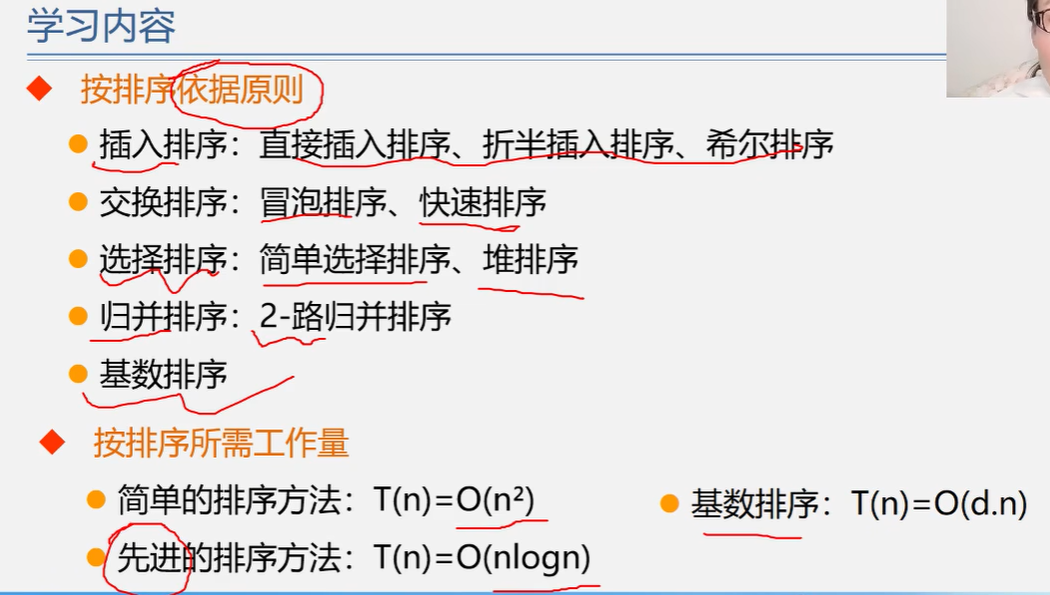 学习内容
按排序依据原则
插入排序：直接插入排序、折半插入排序、希尔排序
交换排序：冒泡排序、快速排序
选择排序：简单选择排序、堆排序
归并排序：2-路归并排序
基数排序
按排序所需工作量
简单的排序方法：T(n)=O(n²)
基数排序：T(n)=O(d.n)
先进的排序方法：T(n)=O(nlogn)